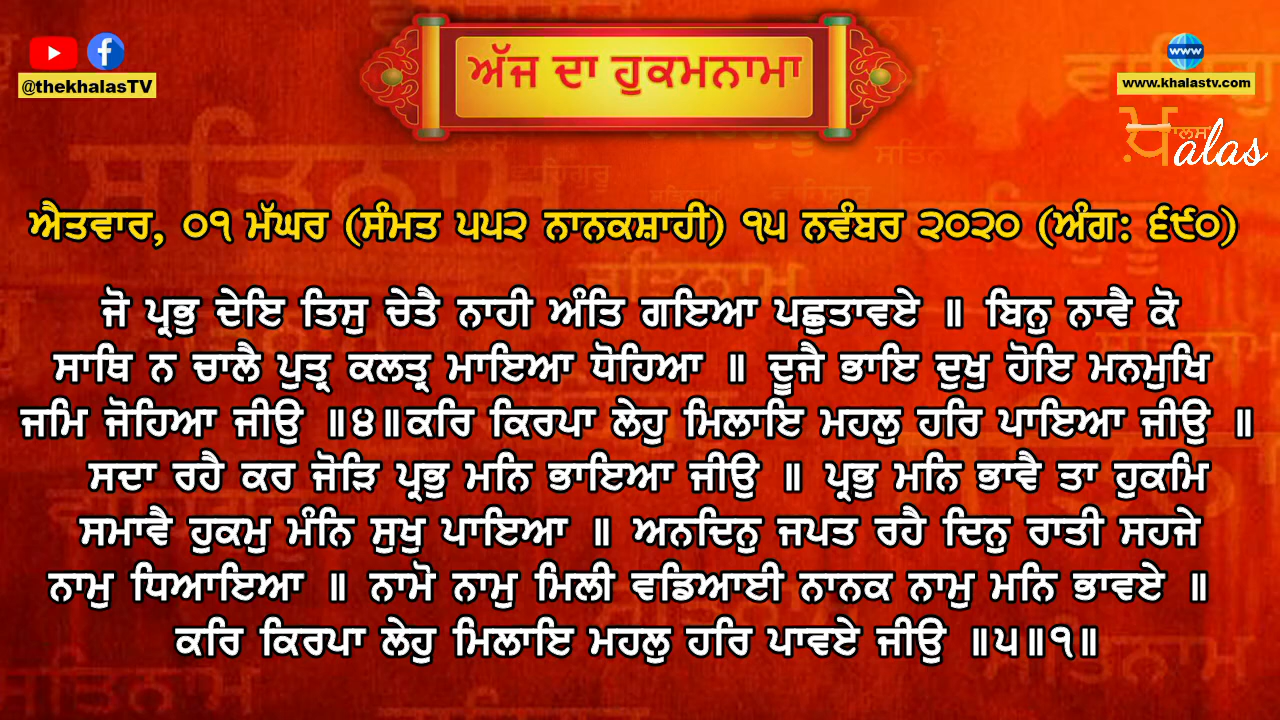 @thekhalasTV
ਅੱਜ ਦਾ ਹੁਕਮਨਾਮਾ
www.khalastv.com
ਖ਼ਾਲਸ alas
ਐਤਵਾਰ, ੦੧ ਮੱਘਰ (ਸੰਮਤ ੫੫੨ ਨਾਨਕਸ਼ਾਹੀ) ੧੫ ਨਵੰਬਰ ੨੦੨੦ (ਅੰਗ: ੬੯੦)
ਜੋ ਪ੍ਰਭੁ ਦੇਇ ਤਿਸੁ ਚੇਤੈ ਨਾਹੀ ਅੰਤਿ ਗਇਆ ਪਛੁਤਾਵਏ ॥ ਬਿਨੁ ਨਾਵੈ ਕੋ
ਸਾਥਿ ਨ ਚਾਲੈ ਪੁਤ੍ਰ ਕਲਤ੍ਰ ਮਾਇਆ ਧੋਹਿਆ ॥ ਦੂਜੈ ਭਾਇ ਦੁਖੁ ਹੋਇ ਮਨਮੁਖਿ
ਜਮਿ ਜੋਹਿਆ ਜੀਉ ॥੪॥ਕਰਿ ਕਿਰਪਾ ਲੇਹੁ ਮਿਲਾਇ ਮਹਲੁ ਹਰਿ ਪਾਇਆ ਜੀਉ ॥
ਸਦਾ ਰਹੈ ਕਰ ਜੋੜਿ ਪ੍ਰਭੁ ਮਨਿ ਭਾਇਆ ਜੀਉ ॥ ਪ੍ਰਭੁ ਮਨਿ ਭਾਵੈ ਤਾ ਹੁਕਮਿ
ਸਮਾਵੈ ਹੁਕਮੁ ਮੰਨਿ ਸੁਖੁ ਪਾਇਆ ॥ ਅਨਦਿਨੁ ਜਪਤ ਰਹੈ ਦਿਨੁ ਰਾਤੀ ਸਹਜੇ
ਨਾਮੁ ਧਿਆਇਆ ॥ ਨਾਮੋ ਨਾਮੁ ਮਿਲੀ ਵਡਿਆਈ ਨਾਨਕ ਨਾਮੁ ਮਨਿ ਭਾਵਏ ॥
ਕਰਿ ਕਿਰਪਾ ਲੇਹੁ ਮਿਲਾਇ ਮਹਲੁ ਹਰਿ ਪਾਵਏ ਜੀਉ ॥੫॥੧॥